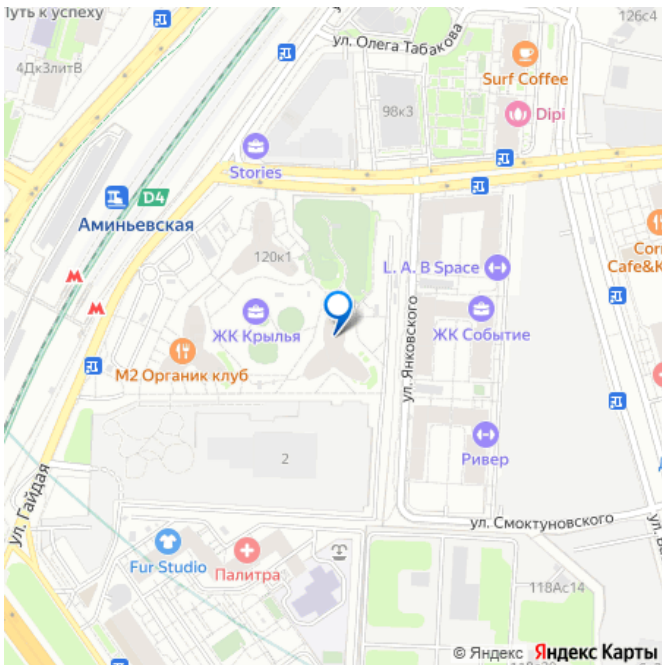 Путь к успеху
126с4
ул. Олега Табакова
4Дк3литВ
Surf Coffee
98к3
Dipi
Stories
D4
Аминьевская
120к1
L. A. B Space
Cafe&K
ул. Янковского
ЖК Крылья
ЖК Событие
М2 Органик клуб
2
Ривер
ул. Гайдая
ул. Смоктуновского
Fur Studio
Палитра
118Ас14
© Яндекс Яндекс Карты